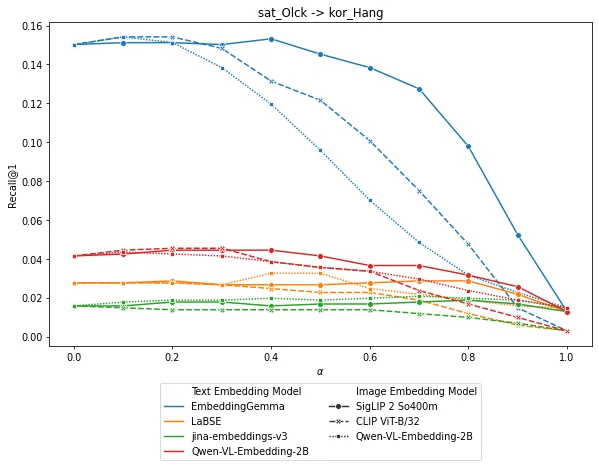 sat_Olck -> kor_Hang
Recall@1
0.16
0.14
0.12
0.10
0.08
0.06
0.04
0.02
0.00
0.0 0.2 0.4 0.6 0.8 1.0
α
Text Embedding Model Image Embedding Model
EmbeddingGemma SigLIP 2 So400m
LaBSE CLIP ViT-B/32
jina-embeddings-v3 Qwen-VL-Embedding-2B
Qwen-VL-Embedding-2B